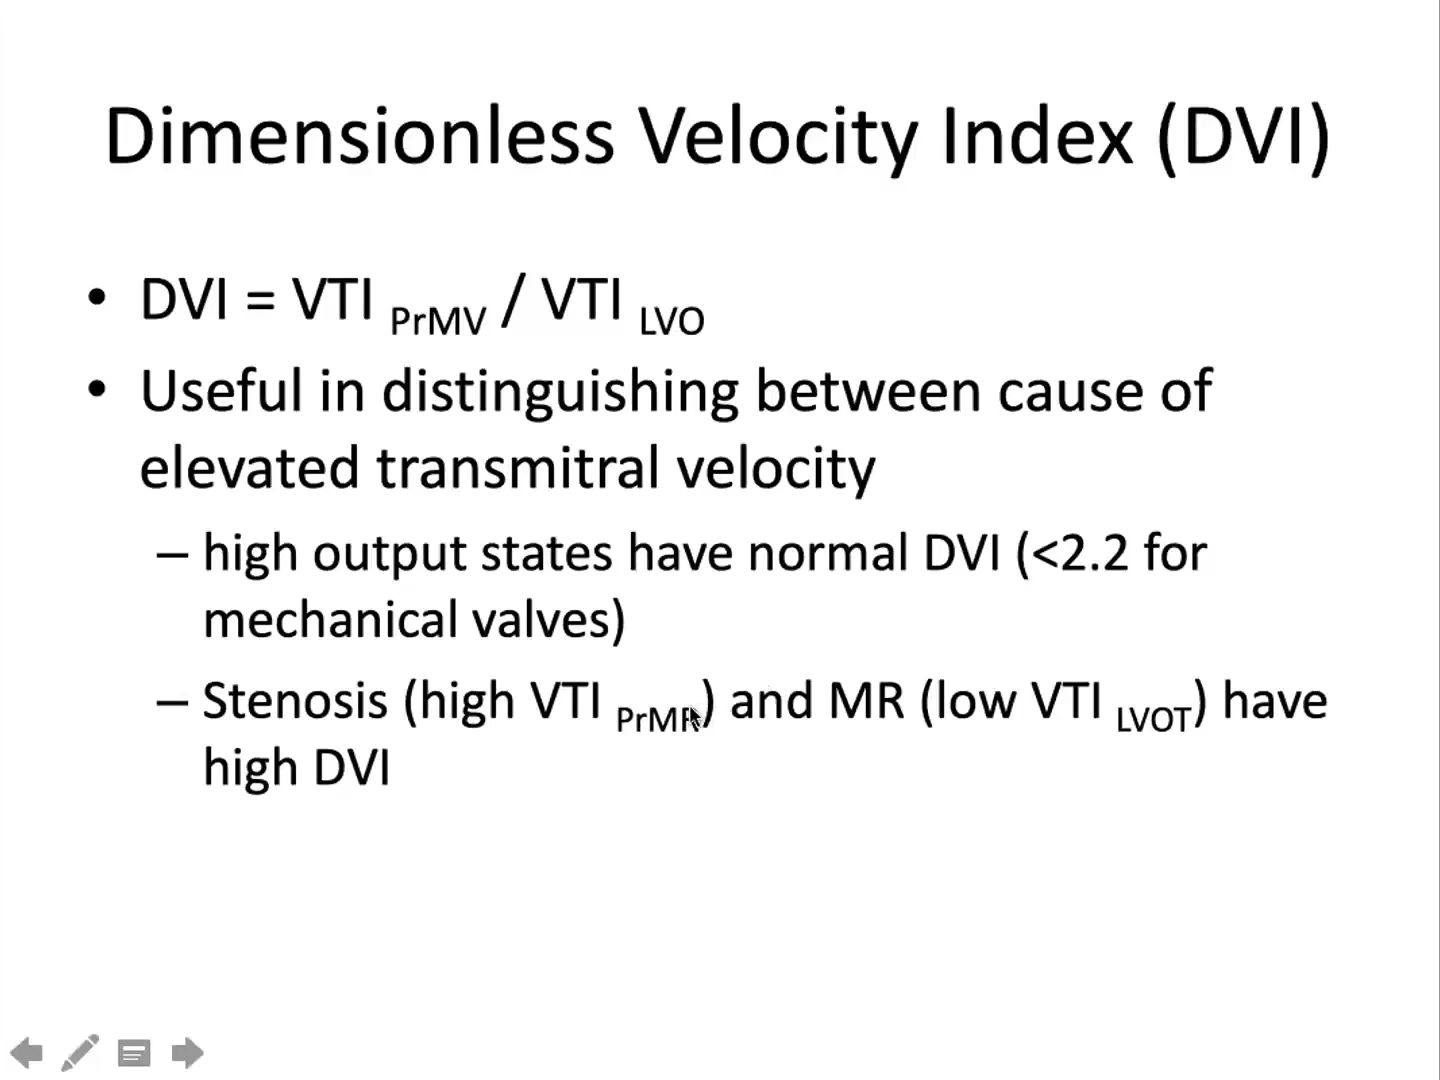 Dimensionless Velocity Index (DVI)
• DVI = VTI PrMV / VTI LVO
• Useful in distinguishing between cause of
elevated transmitral velocity
– high output states have normal DVI (<2.2 for
mechanical valves)
– Stenosis (high VTI PrMR) and MR (low VTI LVOT) have
high DVI